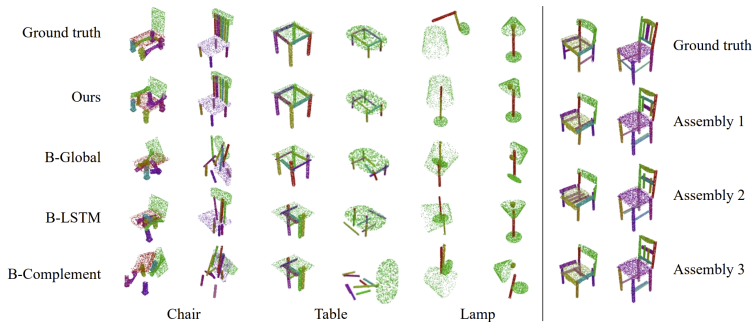 Ground truth
Ours
B-Global
B-LSTM
B-Complement
Chair
Table
Lamp
Ground truth
Assembly 1
Assembly 2
Assembly 3